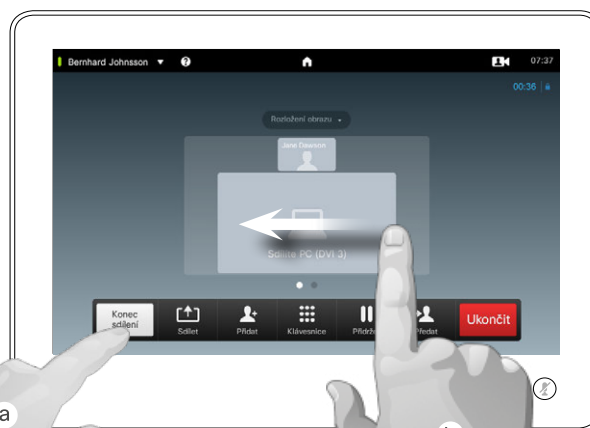 Bernhard Johnsson
07:37
00:36
Rozložení obrazu
Jane Dawson
Sdílíte PC (DVI 3)
Konec
sdílení
Sdílet
Přidat
Klávesnice
Předat
Ukončit
a